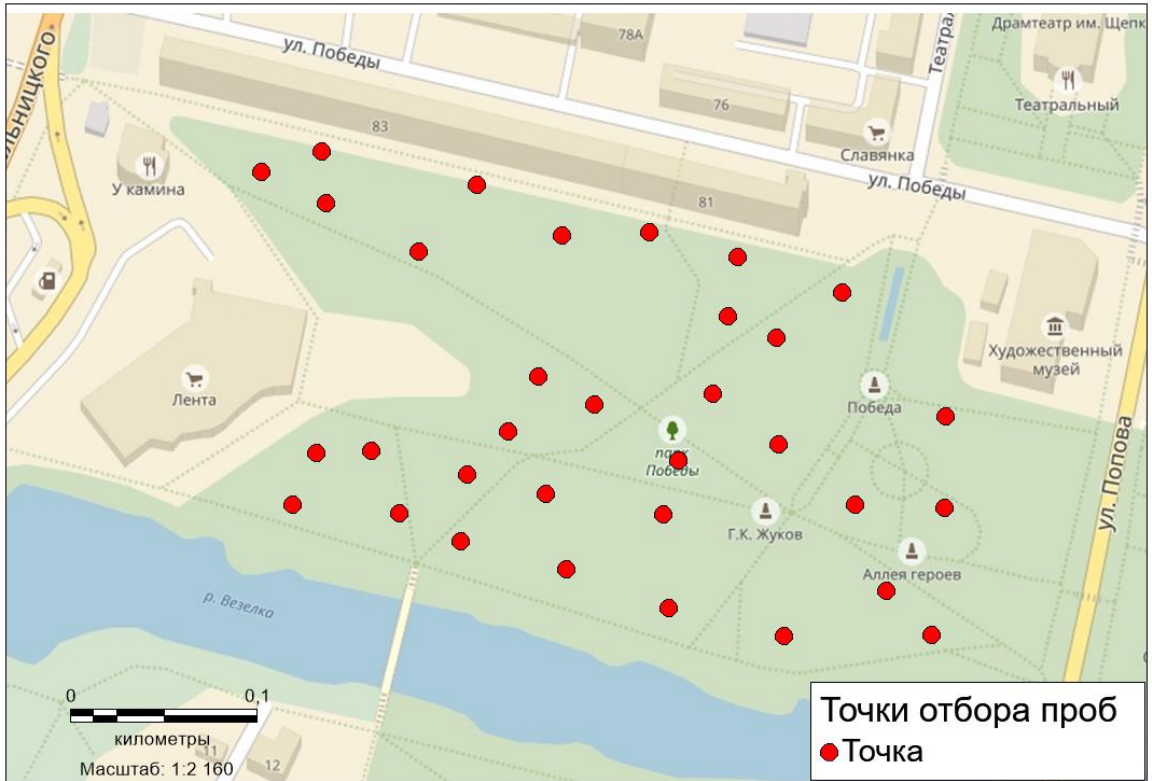 ул. Победы
78А
Театрал
Драмтеатр им. Щепк
льницкого
83
76
Театральный
У камина
Славянка
ул. Победы
81
Художественный
музей
Лента
Победа
парк
Победы
Г.К. Жуков
ул. Попова
Аллея героев
р. Везелка
0 0,1
километры
Масштаб: 1:2 160
11
12
Точки отбора проб
Точка